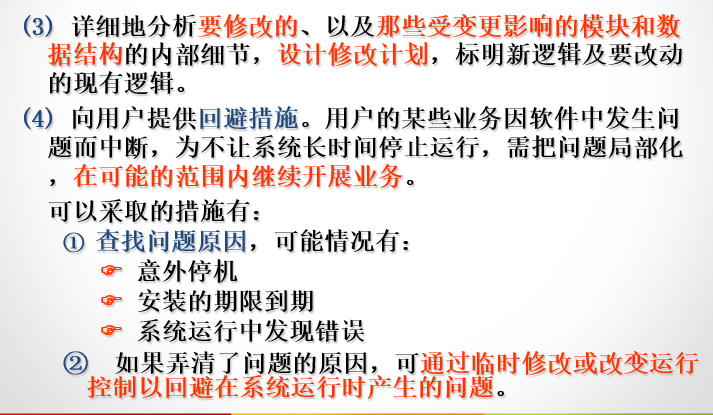 (3) 详细地分析要修改的、以及那些受变更影响的模块和数
据结构的内部细节，设计修改计划，标明新逻辑及要改动
的现有逻辑。
(4) 向用户提供回避措施。用户的某些业务因软件中发生问
题而中断，为不让系统长时间停止运行，需把问题局部化
，在可能的范围内继续开展业务。
可以采取的措施有：
① 查找问题原因，可能情况有：
☞ 意外停机
☞ 安装的期限到期
☞ 系统运行中发现错误
② 如果弄清了问题的原因，可通过临时修改或改变运行
控制以回避在系统运行时产生的问题。